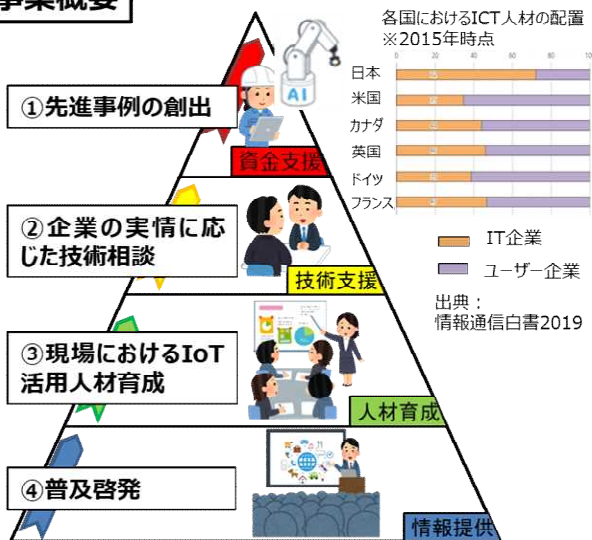 事業概要
各国におけるICT人材の配置
※2015年時点
0 20 40 60 80 100
日本
米国
カナダ
英国
ドイツ
フランス
IT企業
ユーザー企業
出典：
情報通信白書2019
AI
①先進事例の創出
資金支援
②企業の実情に応
じた技術相談
技術支援
③現場におけるIoT
活用人材育成
人材育成
④普及啓発
情報提供